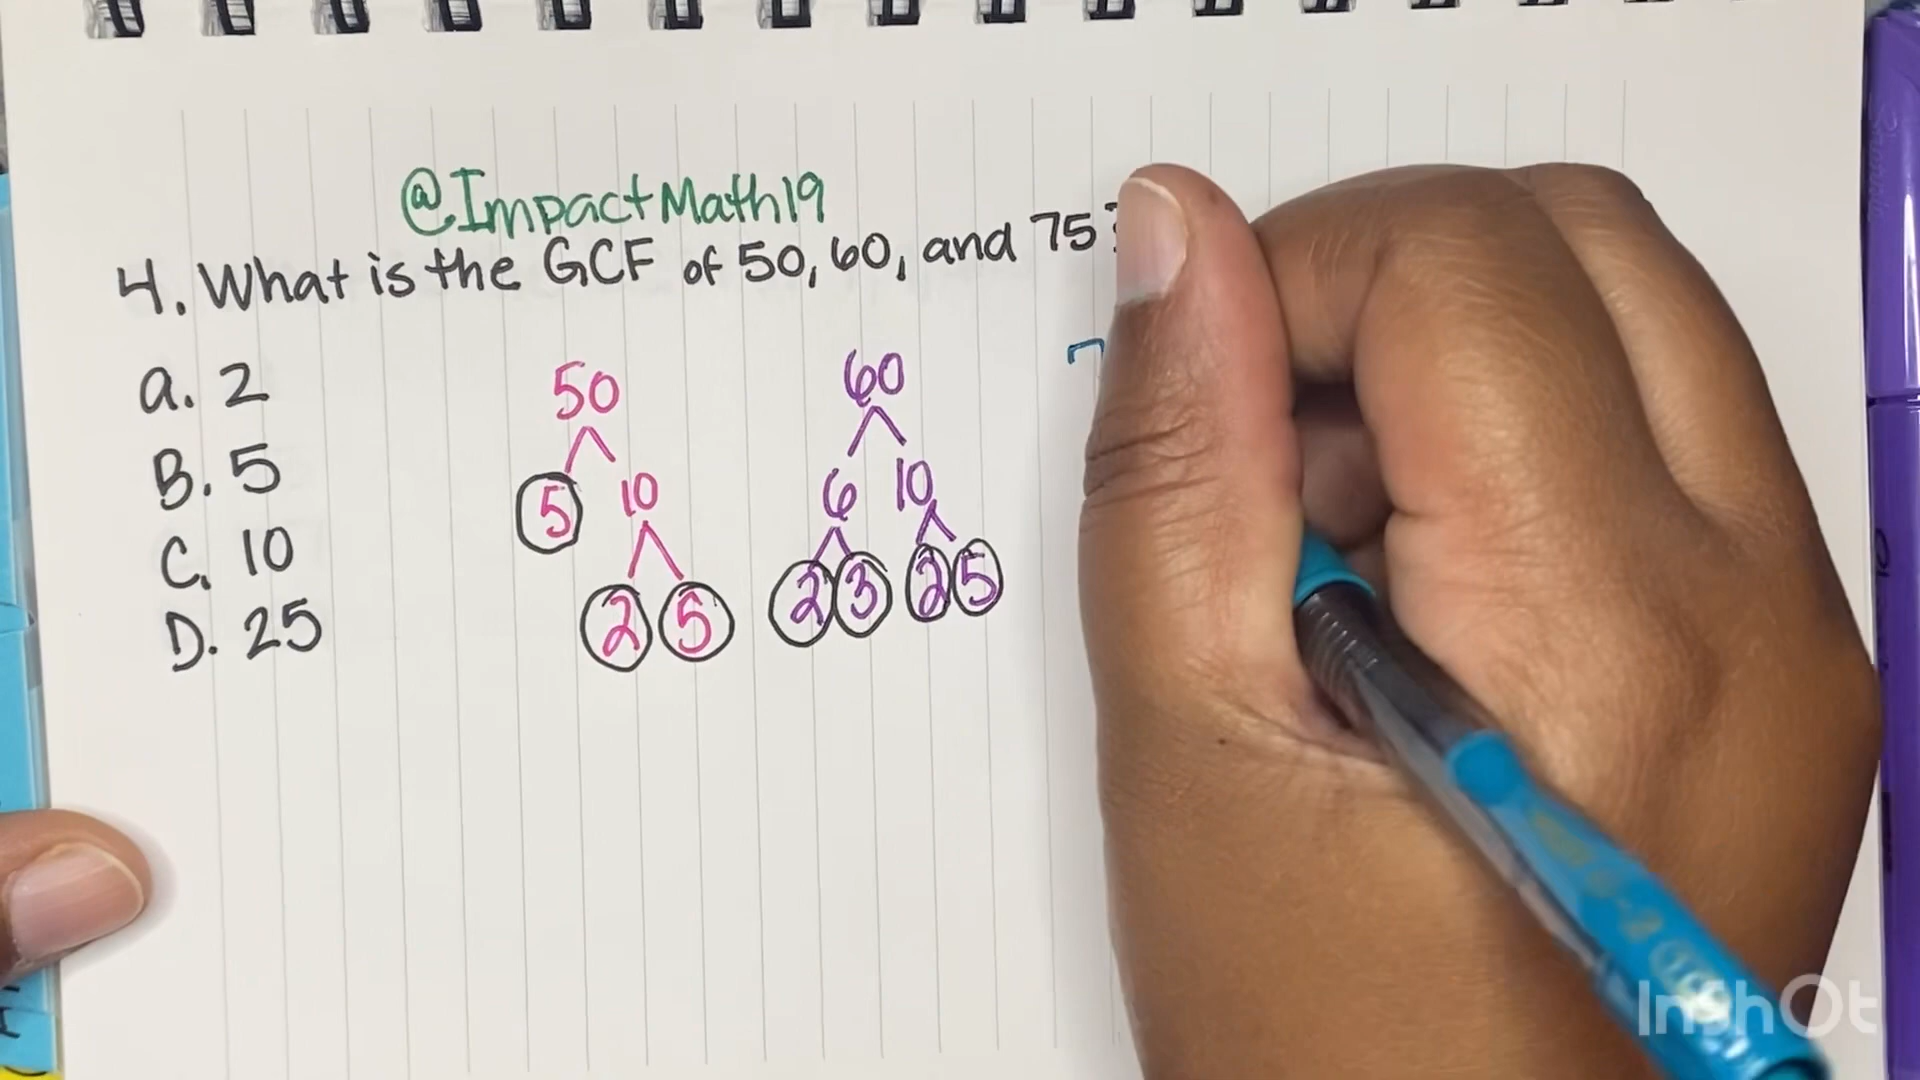 @ImpactMath19
4. What is the GCF of 50, 60, and 75?
a. 2
B. 5
C. 10
D. 25
50
5 10
2 5
60
6 10
2 3 2 5
7
InShOt